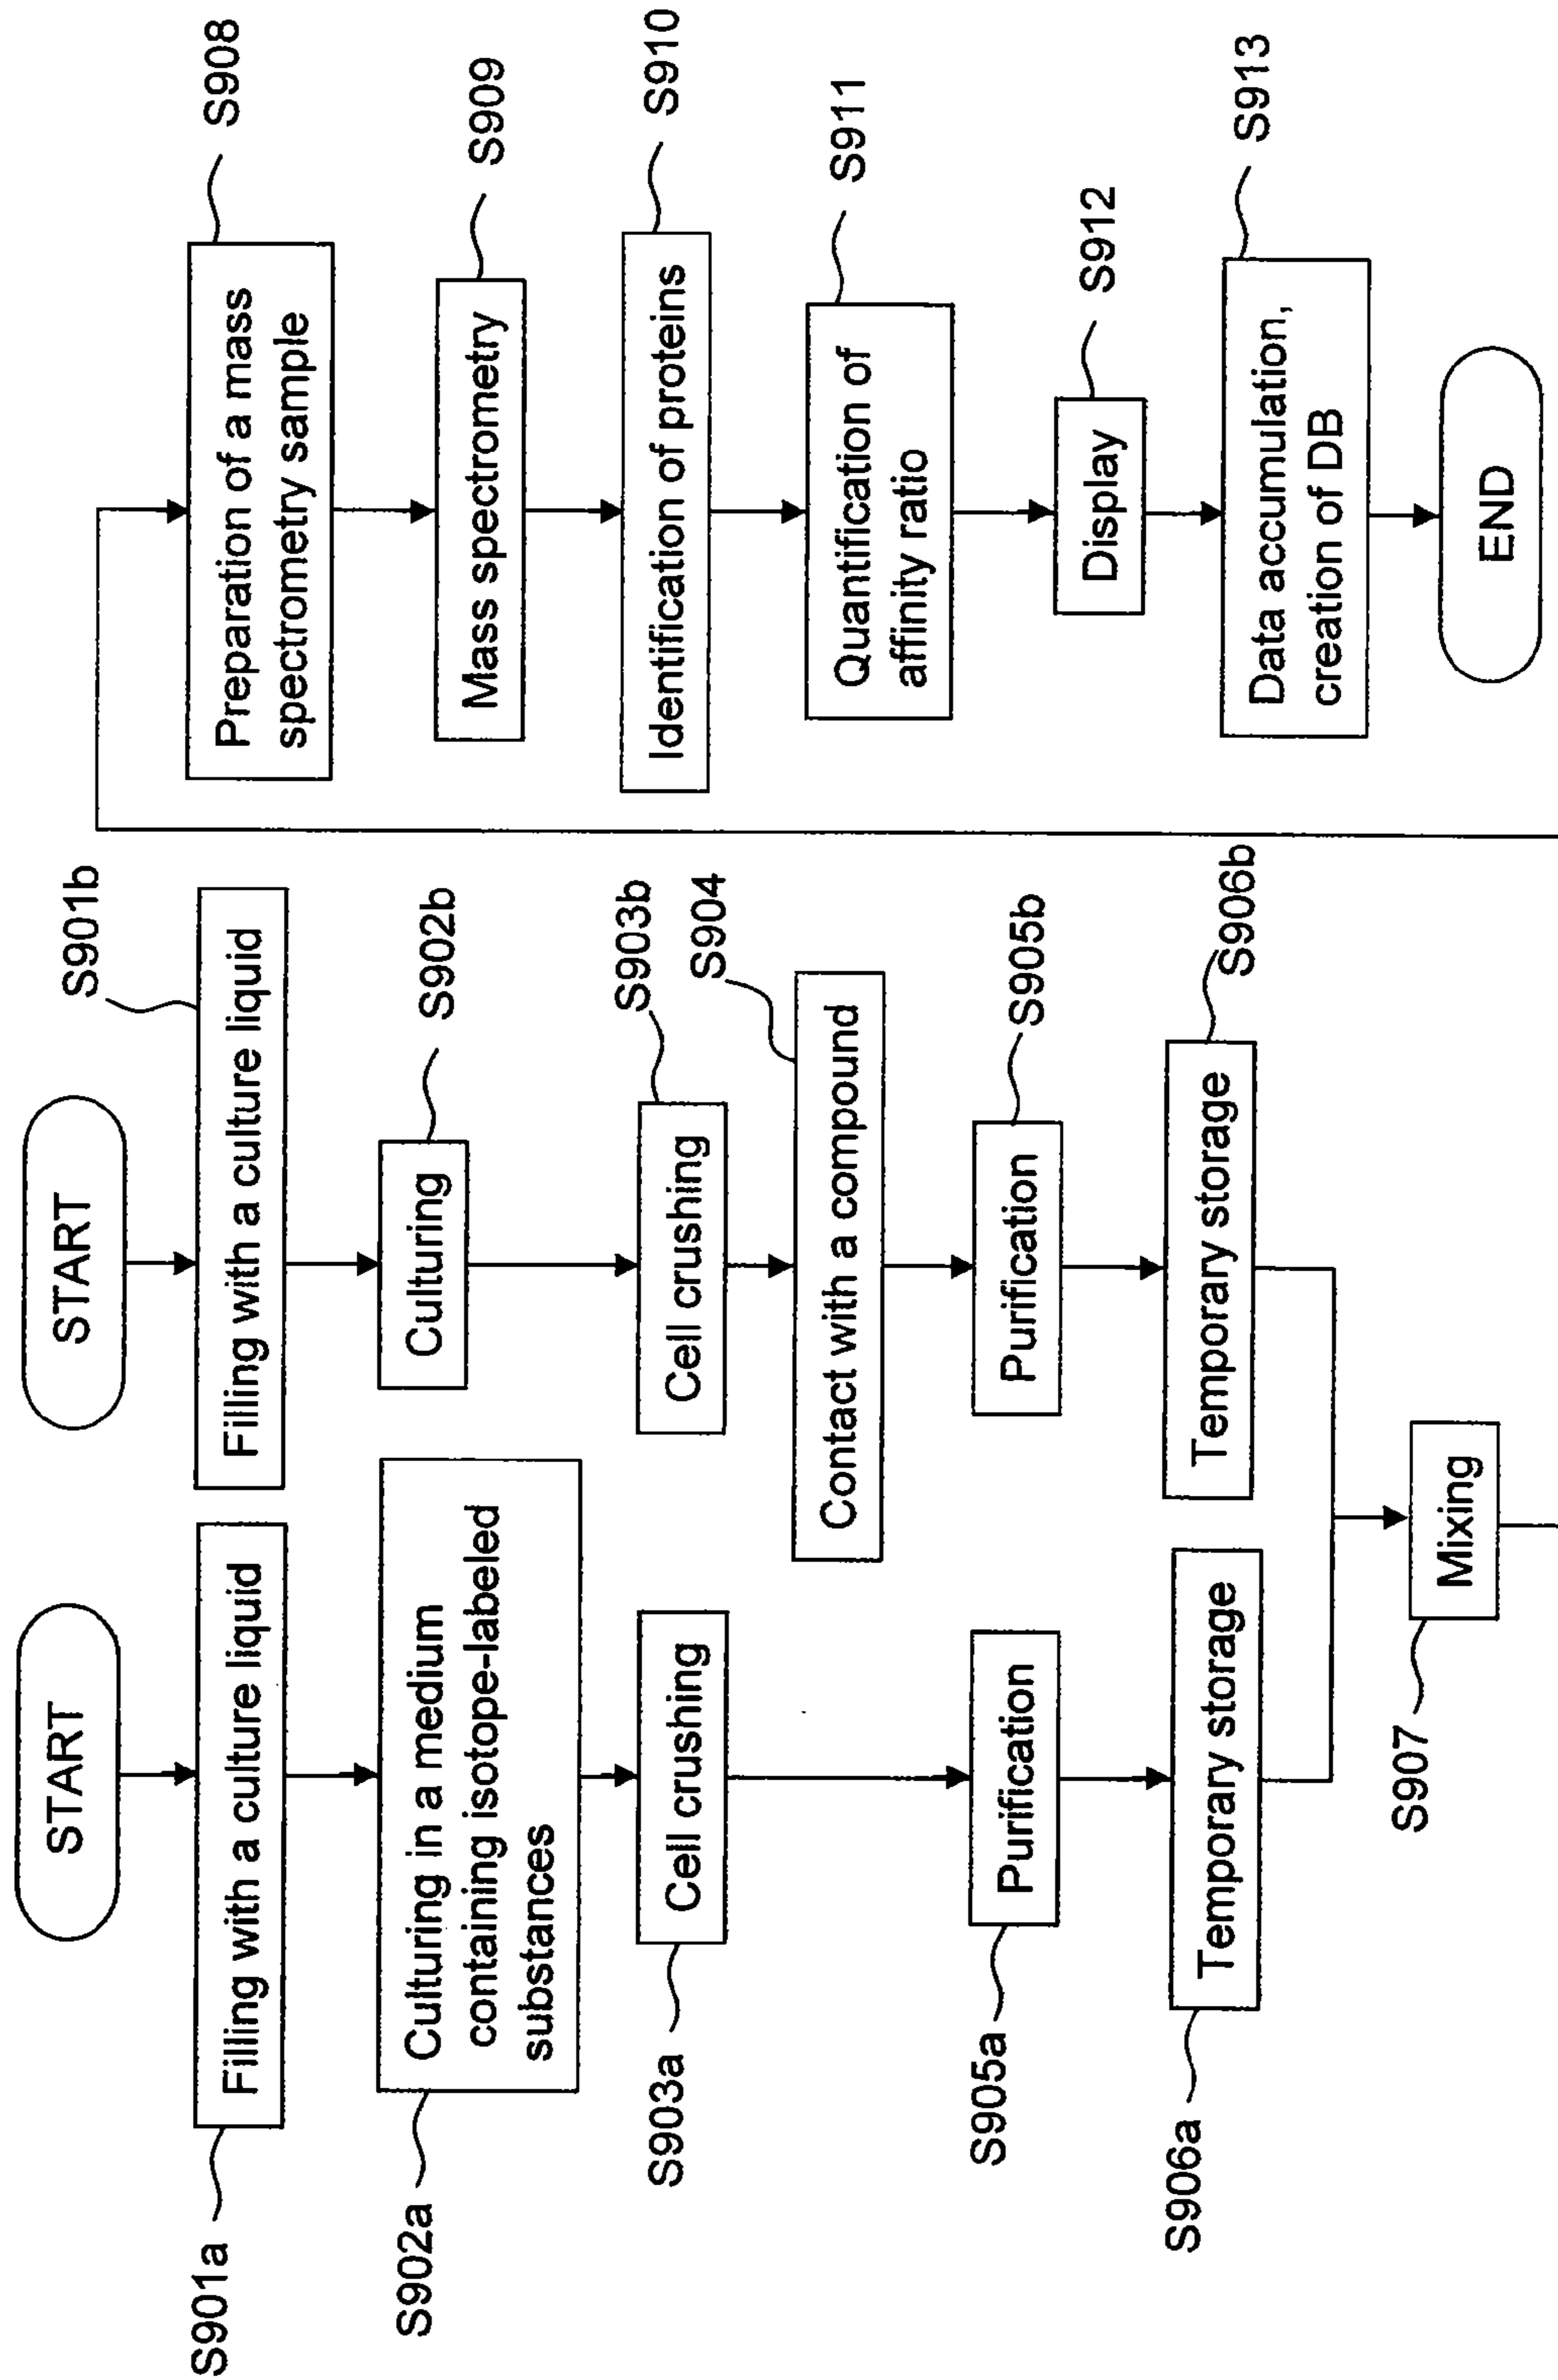 START
S901a
Filling with a culture liquid
S902a
Culturing in a medium
containing isotope-labeled
substances
S903a
Cell crushing
S905a
Purification
S906a
Temporary storage
START
S901b
Filling with a culture liquid
S902b
Culturing
S903b
Cell crushing
S904
Contact with a compound
S905b
Purification
S906b
Temporary storage
S907
Mixing
S908
Preparation of a mass
spectrometry sample
S909
Mass spectrometry
S910
Identification of proteins
S911
Quantification of
affinity ratio
S912
Display
S913
Data accumulation,
creation of DB
END